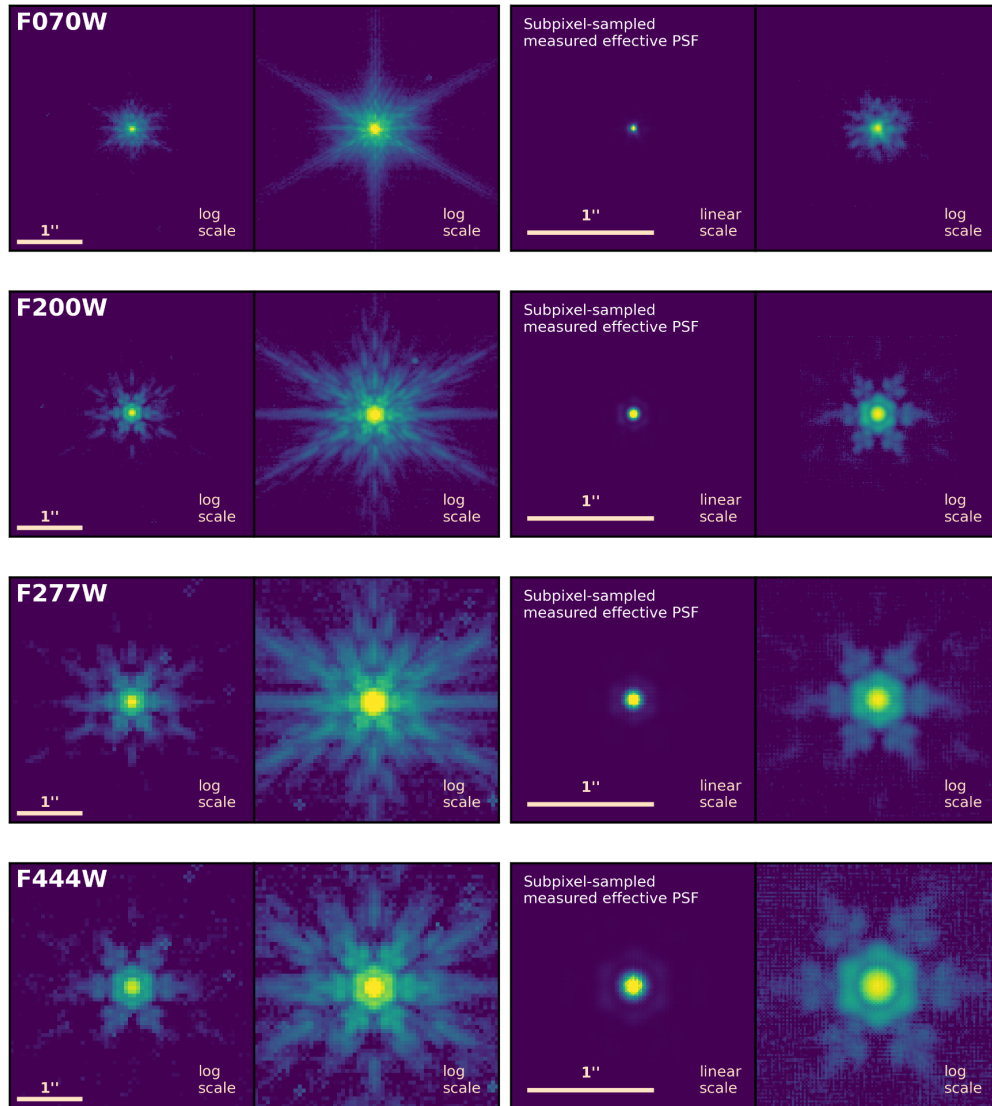 F070W
1''
log
scale
log
scale
Subpixel-sampled
measured effective PSF
1''
linear
scale
log
scale
F200W
1''
log
scale
log
scale
Subpixel-sampled
measured effective PSF
1''
linear
scale
log
scale
F277W
1''
log
scale
log
scale
Subpixel-sampled
measured effective PSF
1''
linear
scale
log
scale
F444W
1''
log
scale
log
scale
Subpixel-sampled
measured effective PSF
1''
linear
scale
log
scale